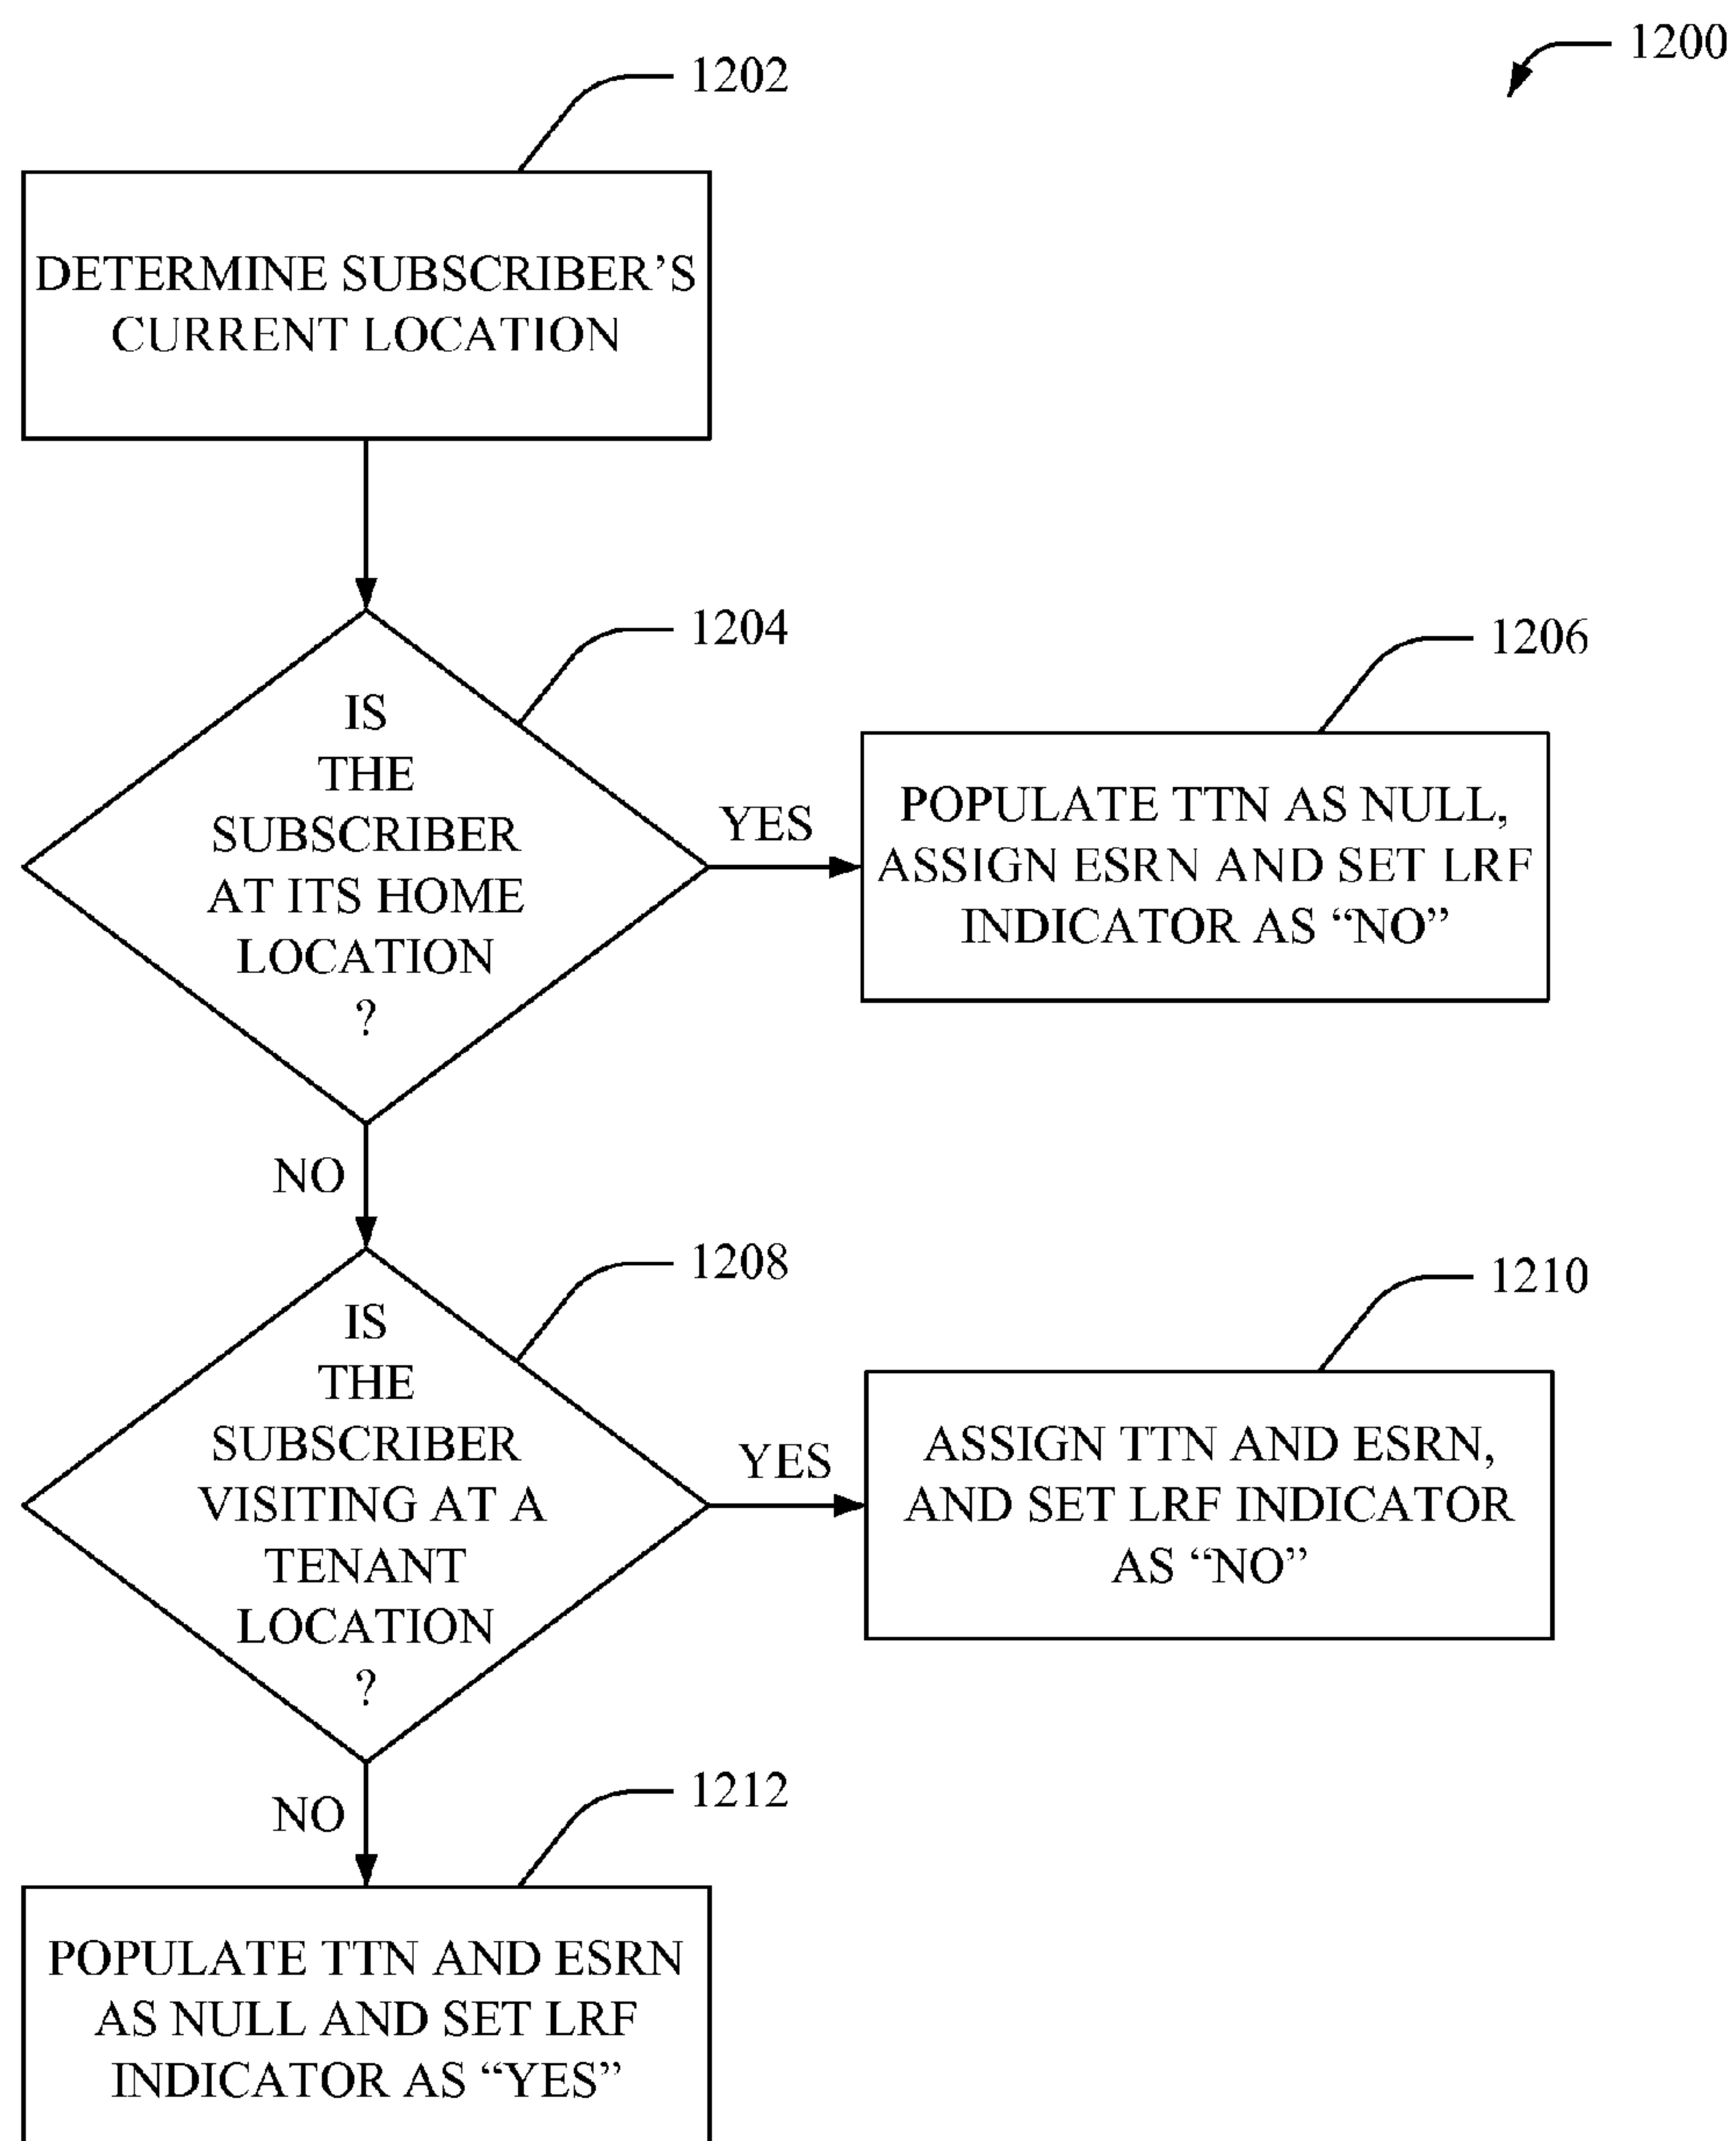 1200
1202
DETERMINE SUBSCRIBER’S
CURRENT LOCATION
1204
IS
THE
SUBSCRIBER
AT ITS HOME
LOCATION
?
YES
1206
POPULATE TTN AS NULL,
ASSIGN ESRN AND SET LRF
INDICATOR AS “NO”
NO
1208
IS
THE
SUBSCRIBER
VISITING AT A
TENANT
LOCATION
?
YES
1210
ASSIGN TTN AND ESRN,
AND SET LRF INDICATOR
AS “NO”
NO
1212
POPULATE TTN AND ESRN
AS NULL AND SET LRF
INDICATOR AS “YES”